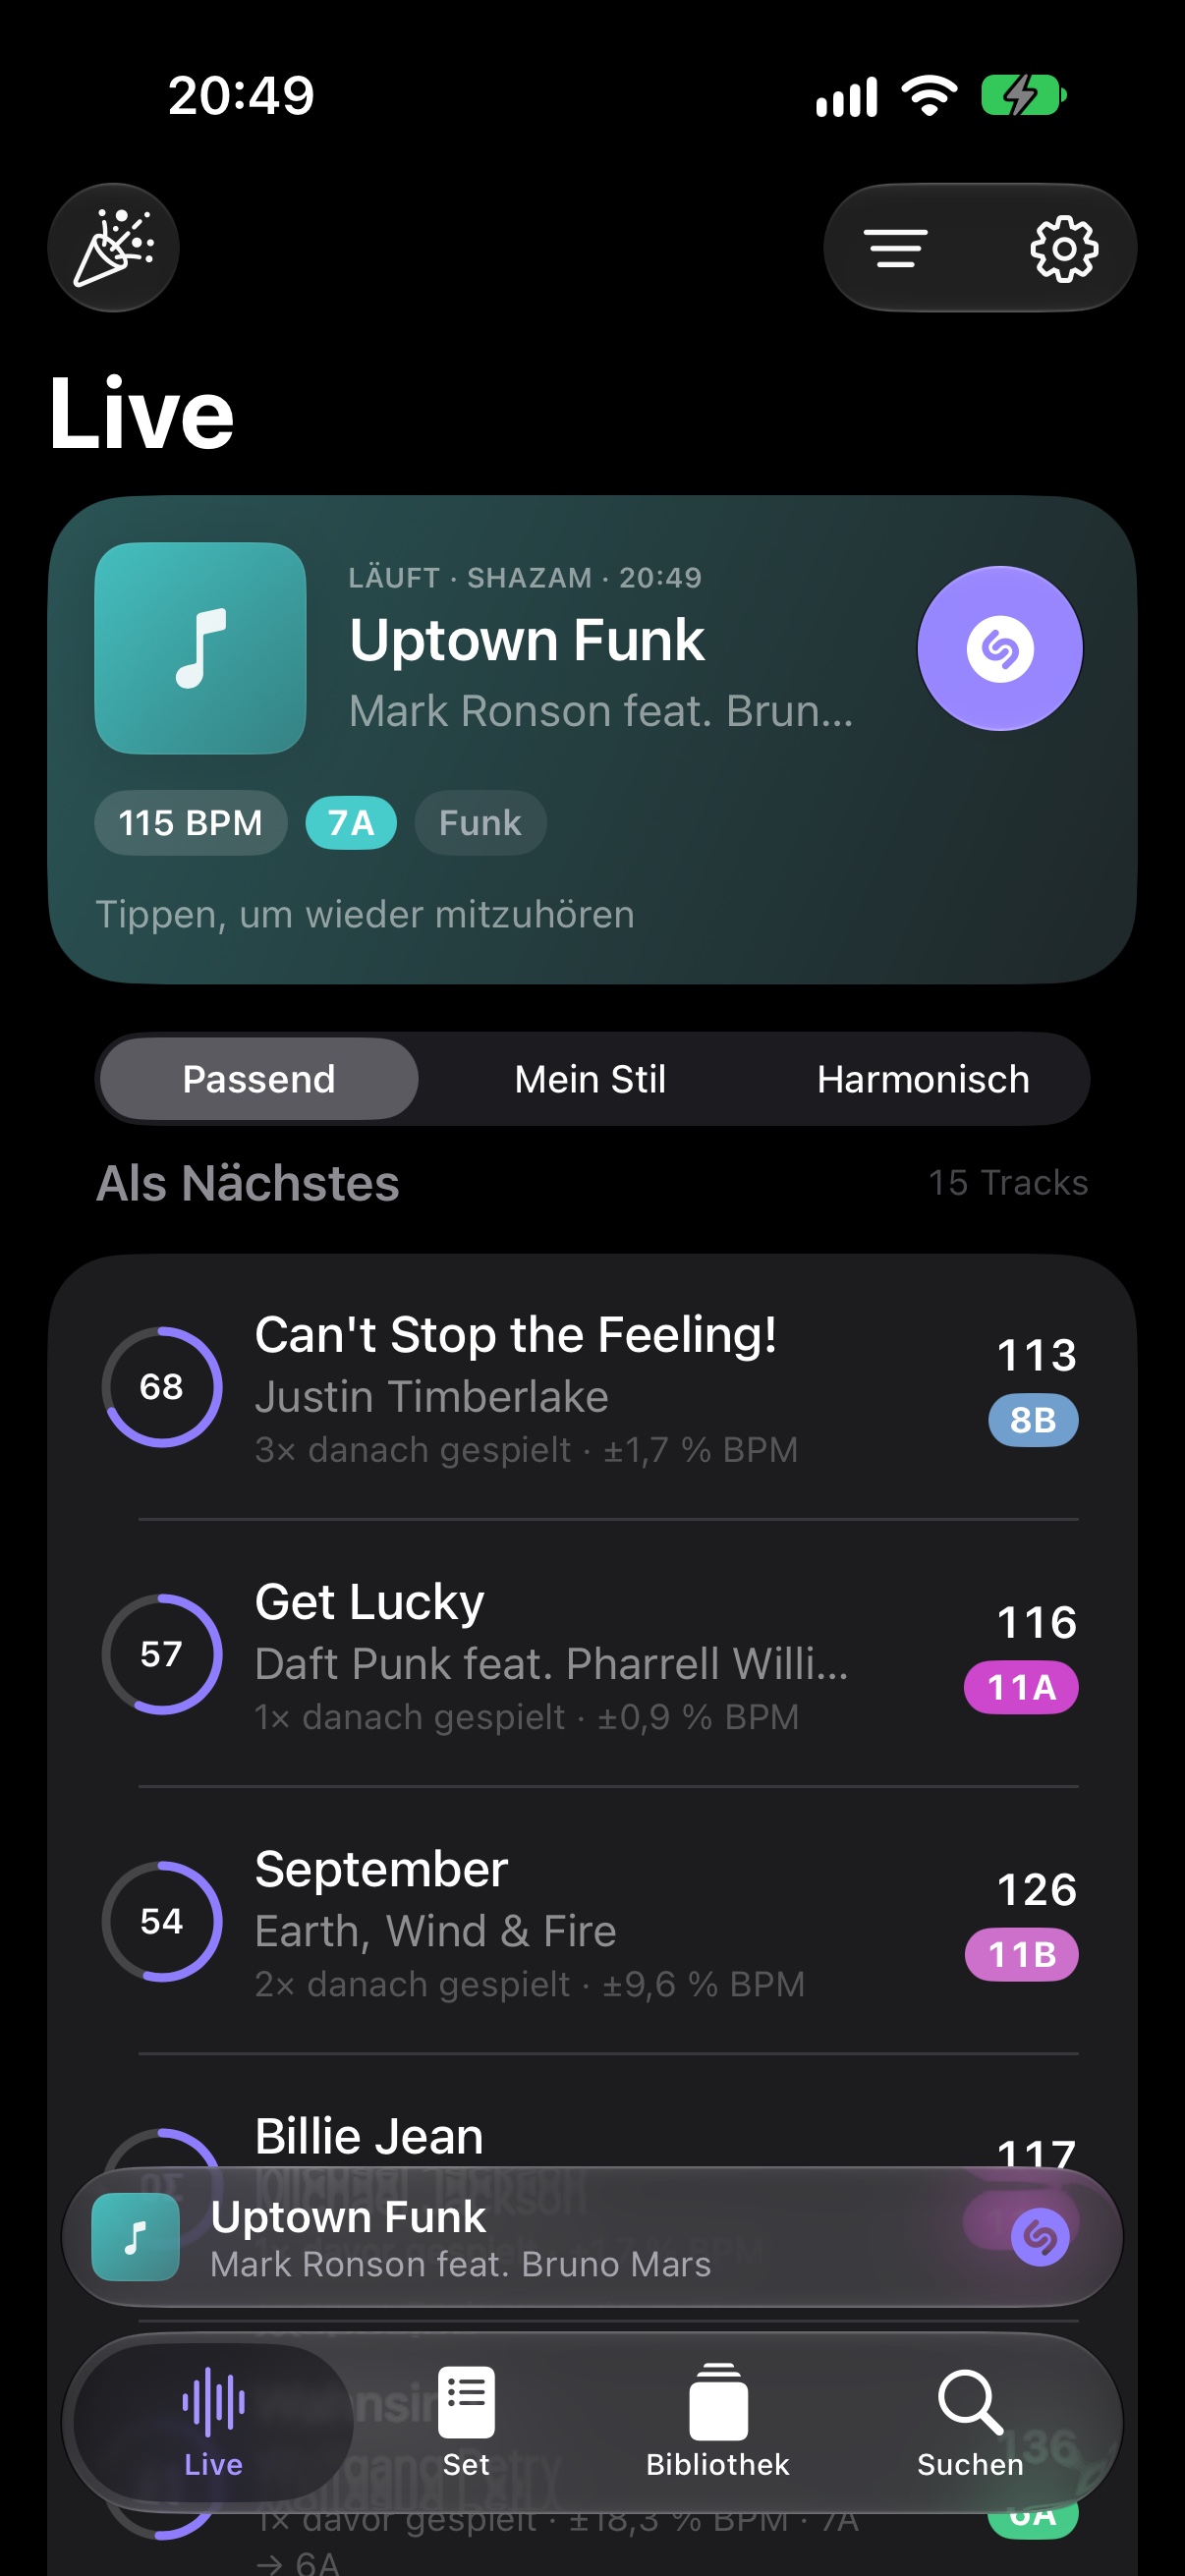 20:49
Live
LÄUFT · SHAZAM · 20:49
Uptown Funk
Mark Ronson feat. Brun...
115 BPM 7A Funk
Tippen, um wieder mitzuhören
Passend Mein Stil Harmonisch
Als Nächstes 15 Tracks
68
Can't Stop the Feeling!
Justin Timberlake
3× danach gespielt · ±1,7 % BPM
113
8B
57
Get Lucky
Daft Punk feat. Pharrell Willi...
1× danach gespielt · ±0,9 % BPM
116
11A
54
September
Earth, Wind & Fire
2× danach gespielt · ±9,6 % BPM
126
11B
Billie Jean
117
Uptown Funk
Mark Ronson feat. Bruno Mars
136
Live Set Bibliothek Suchen
1× davor gespielt · ±18,3 % BPM · 7A
→ 6A
6A